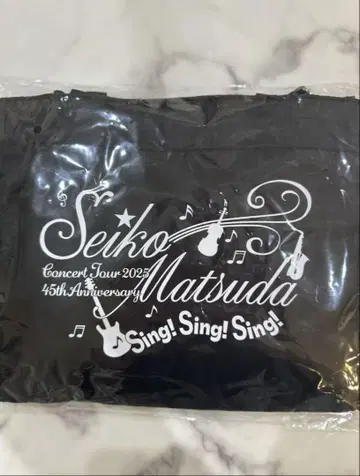 Seiko
Concert Tour 2025
Matsuda
45th Anniversary
Sing! Sing! Sing!